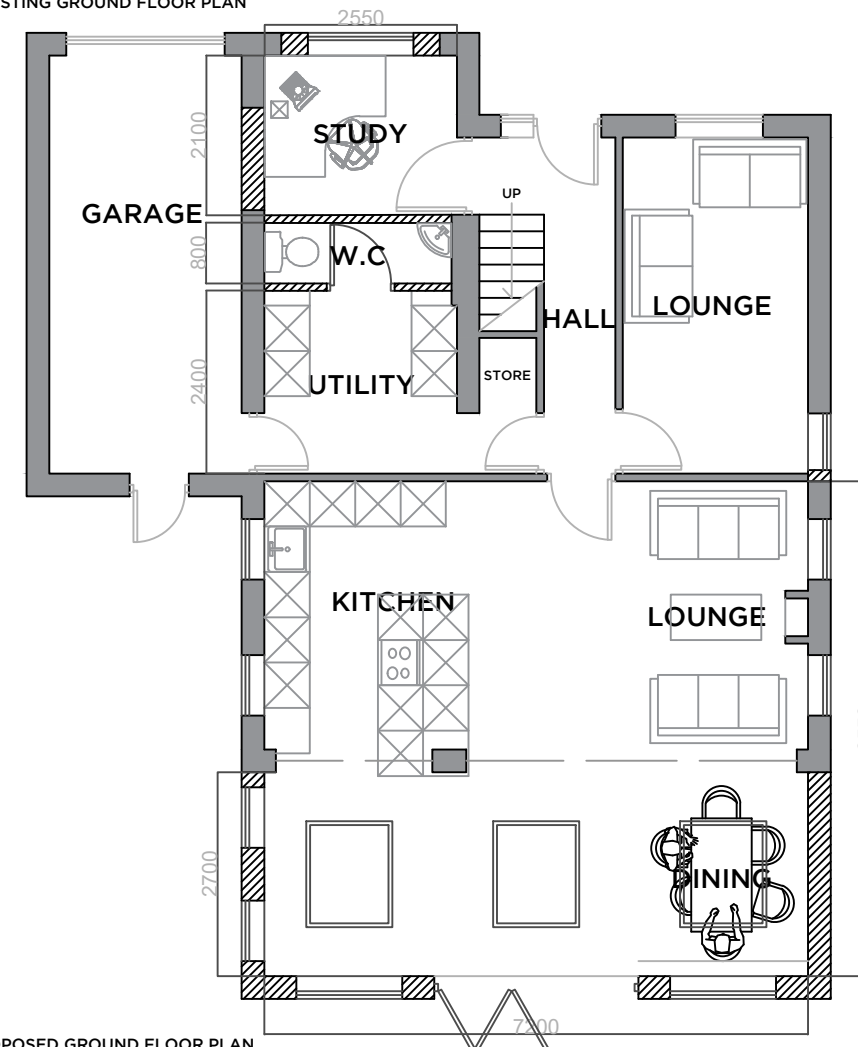 STING GROUND FLOOR PLAN
2550
2100
STUDY
UP
GARAGE
800
W.C
HALL
LOUNGE
2400
UTILITY
STORE
KITCHEN
LOUNGE
2700
DINING
7200
OPOSED GROUND FLOOR PLAN